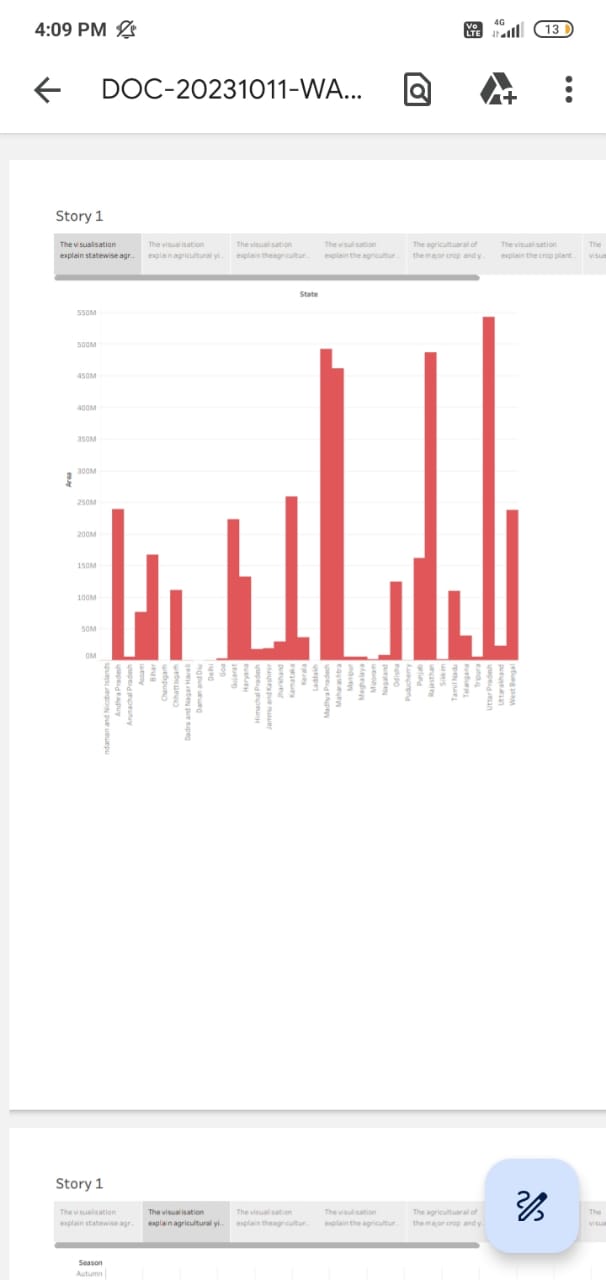 4:09 PM
Vo
LTE
4G
13
DOC-20231011-WA...
Story 1
The visualisation
explain statewise agr..
The visualisation
explain agricultural yi..
The visualisation
explain theagricultur..
The visulisation
explain the agricultur..
The agricultuaral of
the major crop and y..
The visualisation
explain the crop plant..
The
visua
State
550M
500M
450M
400M
350M
300M
250M
200M
150M
100M
50M
0M
Area
ndaman and Nicobar Islands
Andhra Pradesh
Arunachal Pradesh
Assam
Bihar
Chandigarh
Chhattisgarh
Dadra and Nagar Haveli
Daman and Diu
Delhi
Goa
Gujarat
Haryana
Himachal Pradesh
Jammu and Kashmir
Jharkhand
Karnataka
Kerala
Laddakh
Madhya Pradesh
Maharashtra
Manipur
Meghalaya
Mizoram
Nagaland
Odisha
Puducherry
Punjab
Rajasthan
Sikkim
Tamil Nadu
Telangana
Tripura
Uttar Pradesh
Uttarakhand
West Bengal
Story 1
The visualisation
explain statewise agr..
The visualisation
explain agricultural yi..
The visualisation
explain theagricultur..
The visulisation
explain the agricultur..
The agricultuaral of
the major crop and y..
The
visua
Season
Autumn